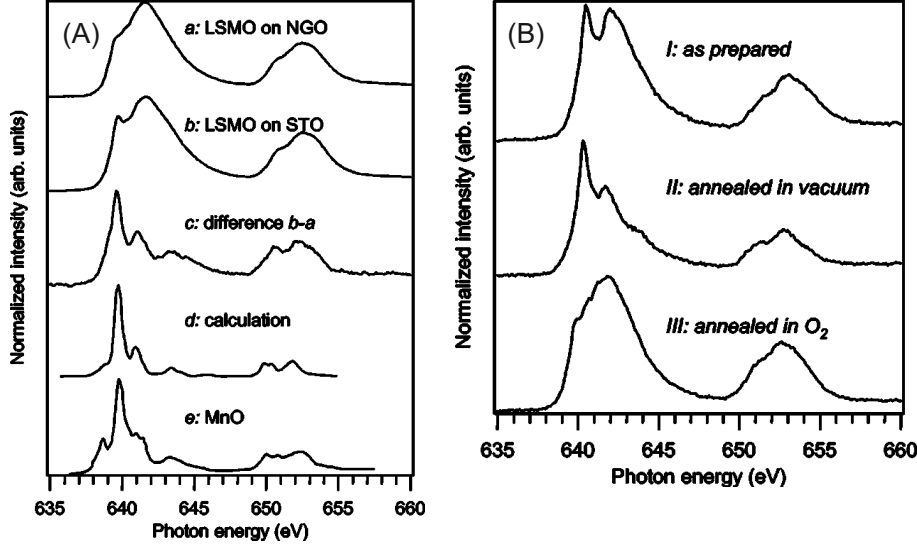 (A)
a: LSMO on NGO
b: LSMO on STO
c: difference b-a
d: calculation
e: MnO
Normalized intensity (arb. units)
635 640 645 650 655 660
Photon energy (eV)
(B)
I: as prepared
II: annealed in vacuum
III: annealed in O₂
Normalized intensity (arb. units)
635 640 645 650 655 660
Photon energy (eV)